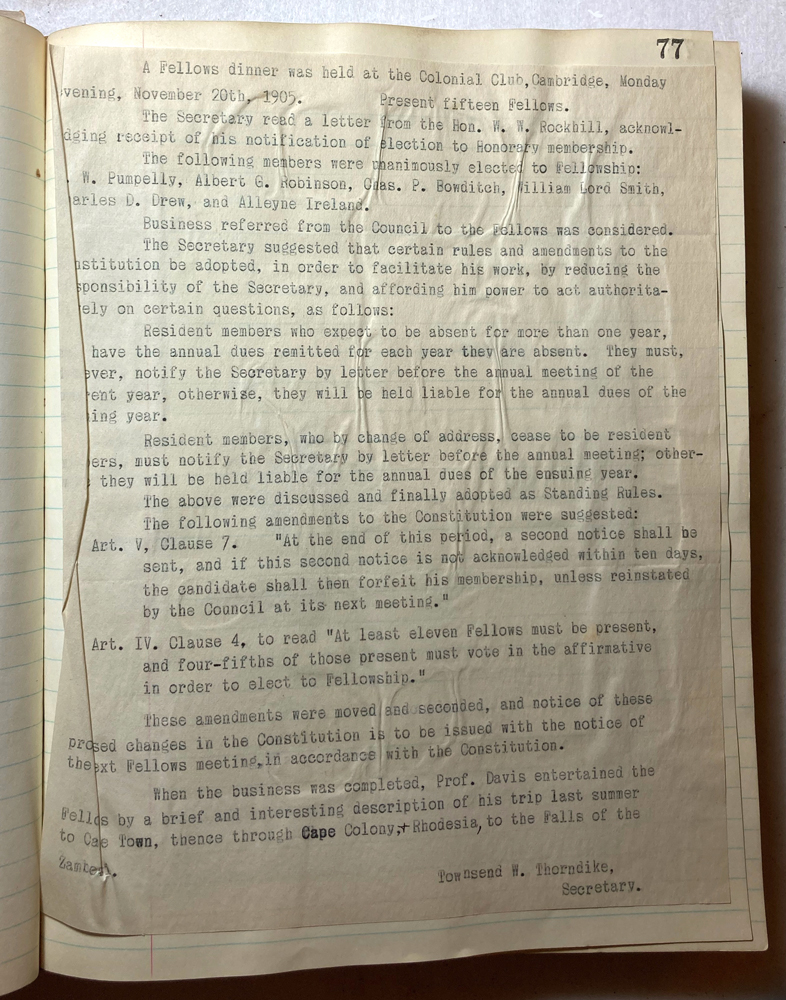 77
A Fellows dinner was held at the Colonial Club, Cambridge, Monday
vening, November 20th, 1905. Present fifteen Fellows.
The Secretary read a letter from the Hon. W. W. Rockhill, acknowl-
dging receipt of his notification of election to Honorary membership.
The following members were unanimously elected to Fellowship:
W. Pumpelly, Albert G. Robinson, Chas. P. Bowditch, William Lord Smith,
arles D. Drew, and Alleyne Ireland.
Business referred from the Council to the Fellows was considered.
The Secretary suggested that certain rules and amendments to the
nstitution be adopted, in order to facilitate his work, by reducing the
sponsibility of the Secretary, and affording him power to act authorita-
ely on certain questions, as follows:
Resident members who expect to be absent for more than one year,
have the annual dues remitted for each year they are absent. They must,
ever, notify the Secretary by letter before the annual meeting of the
rent year, otherwise, they will be held liable for the annual dues of the
ing year.
Resident members, who by change of address, cease to be resident
ers, must notify the Secretary by letter before the annual meeting; other-
they will be held liable for the annual dues of the ensuing year.
The above were discussed and finally adopted as Standing Rules.
The following amendments to the Constitution were suggested:
Art. V, Clause 7. "At the end of this period, a second notice shall be
sent, and if this second notice is not acknowledged within ten days,
the candidate shall then forfeit his membership, unless reinstated
by the Council at its next meeting."
Art. IV. Clause 4, to read "At least eleven Fellows must be present,
and four-fifths of those present must vote in the affirmative
in order to elect to Fellowship."
These amendments were moved and seconded, and notice of these
prosed changes in the Constitution is to be issued with the notice of
the ext Fellows meeting, in accordance with the Constitution.
When the business was completed, Prof. Davis entertained the
Fellos by a brief and interesting description of his trip last summer
to Cae Town, thence through Cape Colony, + Rhodesia, to the Falls of the
Zambesi.
Townsend W. Thorndike,
Secretary.